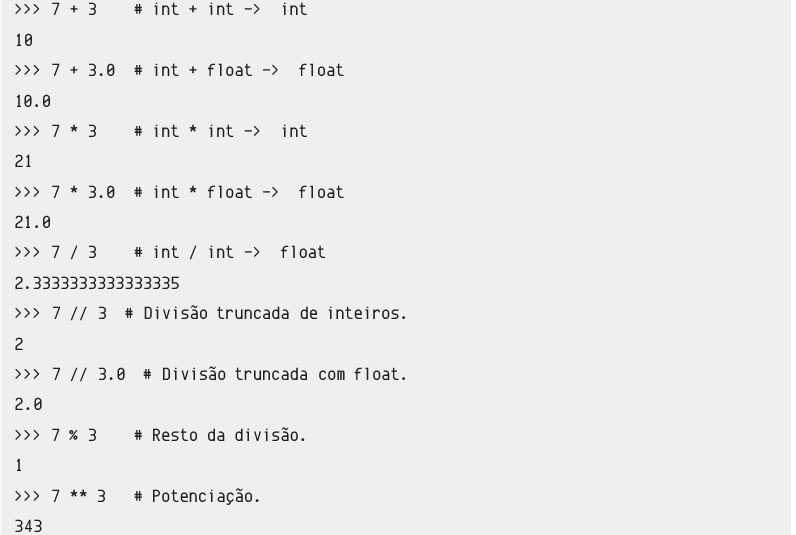 >>> 7 + 3    # int + int ->  int
10
>>> 7 + 3.0  # int + float ->  float
10.0
>>> 7 * 3    # int * int ->  int
21
>>> 7 * 3.0  # int * float ->  float
21.0
>>> 7 / 3    # int / int ->  float
2.3333333333333335
>>> 7 // 3  # Divisão truncada de inteiros.
2
>>> 7 // 3.0  # Divisão truncada com float.
2.0
>>> 7 % 3    # Resto da divisão.
1
>>> 7 ** 3   # Potenciação.
343